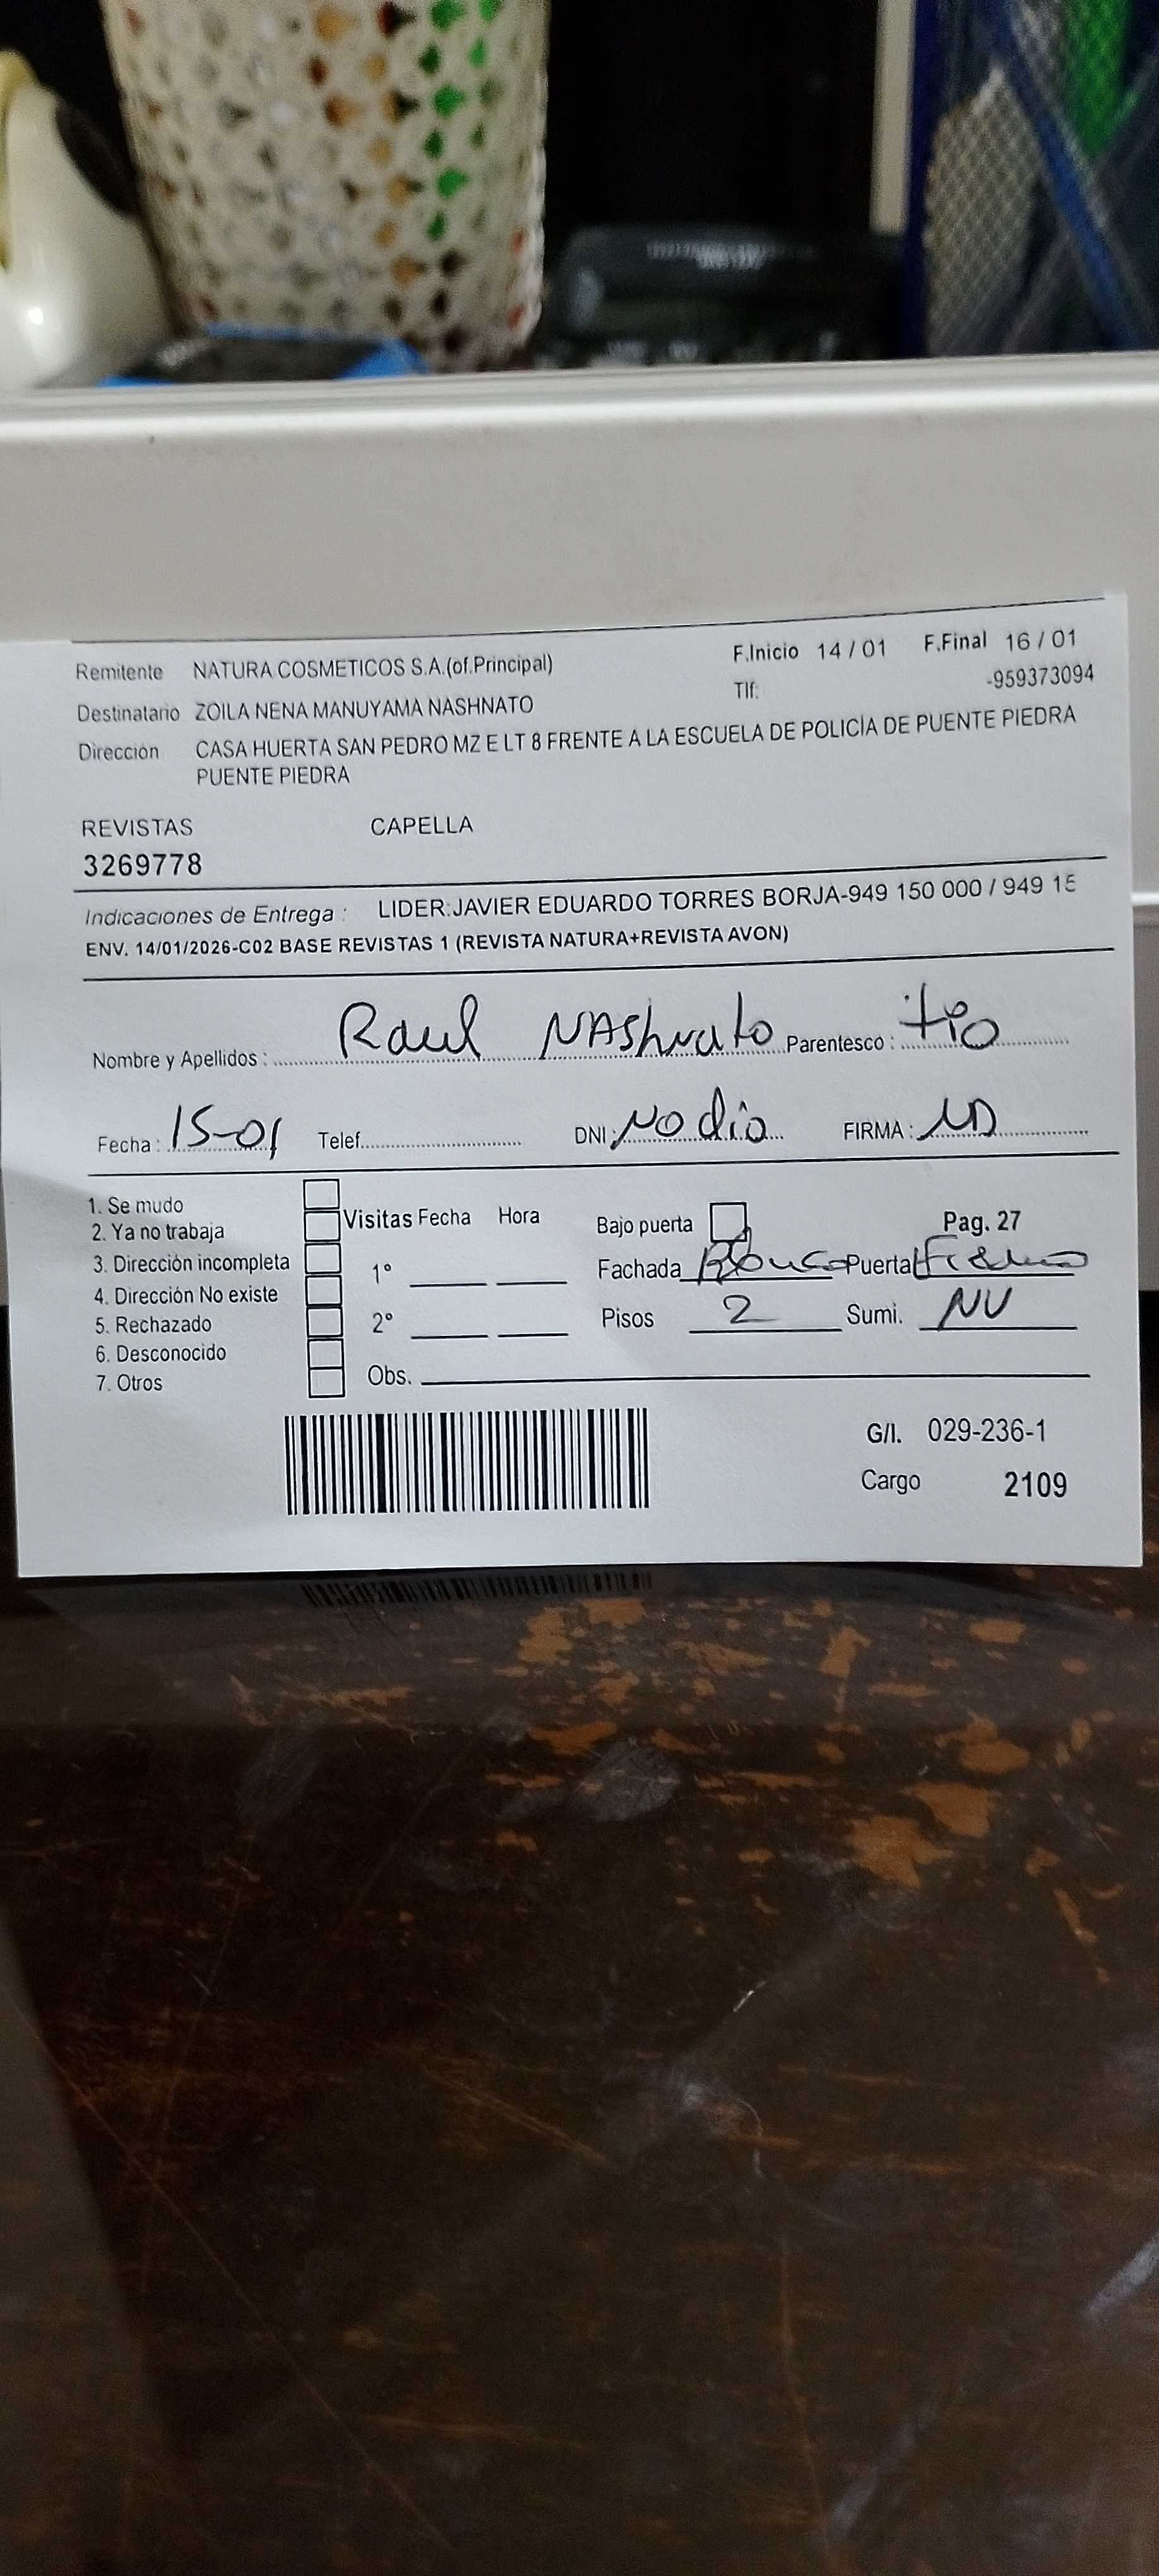 Remitente NATURA COSMETICOS S.A.(of.Principal) F.Inicio 14 / 01 F.Final 16 / 01
Tlf: -959373094
Destinatario ZOILA NENA MANUYAMA NASHNATO
Dirección CASA HUERTA SAN PEDRO MZ E LT 8 FRENTE A LA ESCUELA DE POLICÍA DE PUENTE PIEDRA
PUENTE PIEDRA
REVISTAS CAPELLA
3269778
Indicaciones de Entrega : LIDER:JAVIER EDUARDO TORRES BORJA-949 150 000 / 949 15
ENV. 14/01/2026-C02 BASE REVISTAS 1 (REVISTA NATURA+REVISTA AVON)
Nombre y Apellidos : Raul NAShnato Parentesco : tio
Fecha : 15-01 Telef. DNI: No dio FIRMA : ND
1. Se mudo
2. Ya no trabaja
3. Dirección incompleta
4. Dirección No existe
5. Rechazado
6. Desconocido
7. Otros
Visitas Fecha Hora
1°
2°
Obs.
Bajo puerta Pag. 27
Fachada Blanco Puerta
Pisos 2 Sumi. NV
G/I. 029-236-1
Cargo 2109